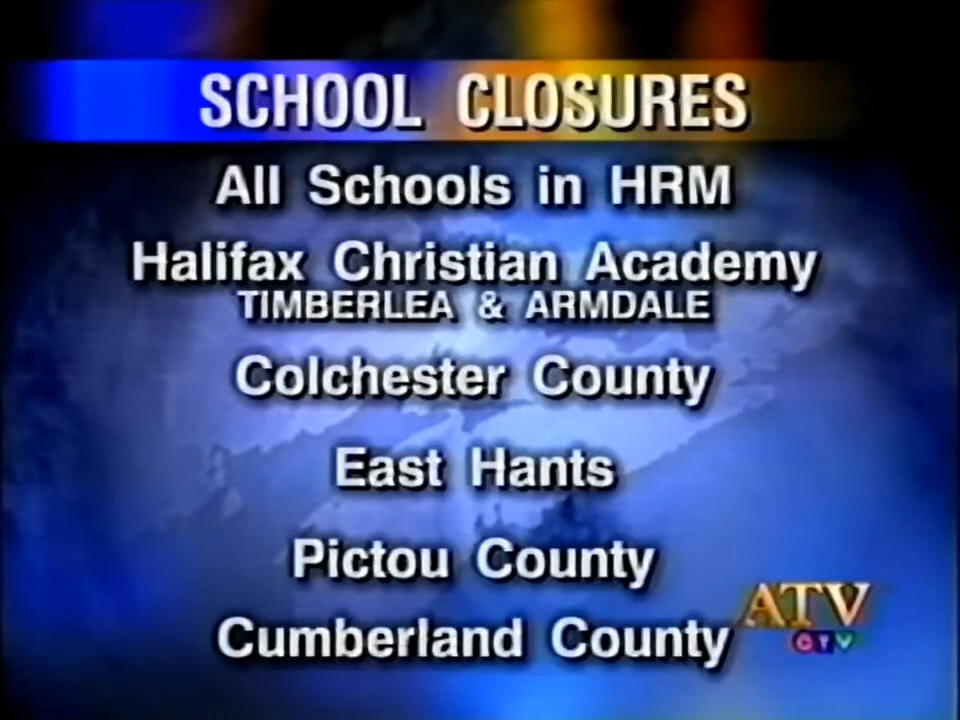 SCHOOL CLOSURES
All Schools in HRM
Halifax Christian Academy
TIMBERLEA & ARMDALE
Colchester County
East Hants
Pictou County
Cumberland County
ATV
CTV